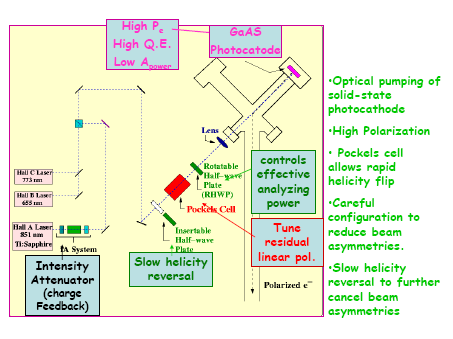 High Pe
High Q.E.
Low Apower
GaAS
Photocatode
•Optical pumping of
solid-state
photocathode
•High Polarization
• Pockels cell
allows rapid
helicity flip
•Careful
configuration to
reduce beam
asymmetries.
•Slow helicity
reversal to further
cancel beam
asymmetries
Lens
Rotatable
Half-wave
Plate
(RHWP)
controls
effective
analyzing
power
Hall C Laser
773 nm
Hall B Laser
655 nm
Hall A Laser
851 nm
Ti:Sapphire
IA System
Pockels Cell
Tune
residual
linear pol.
Insertable
Half-wave
Plate
Slow helicity
reversal
Intensity
Attenuator
(charge
Feedback)
Polarized e−